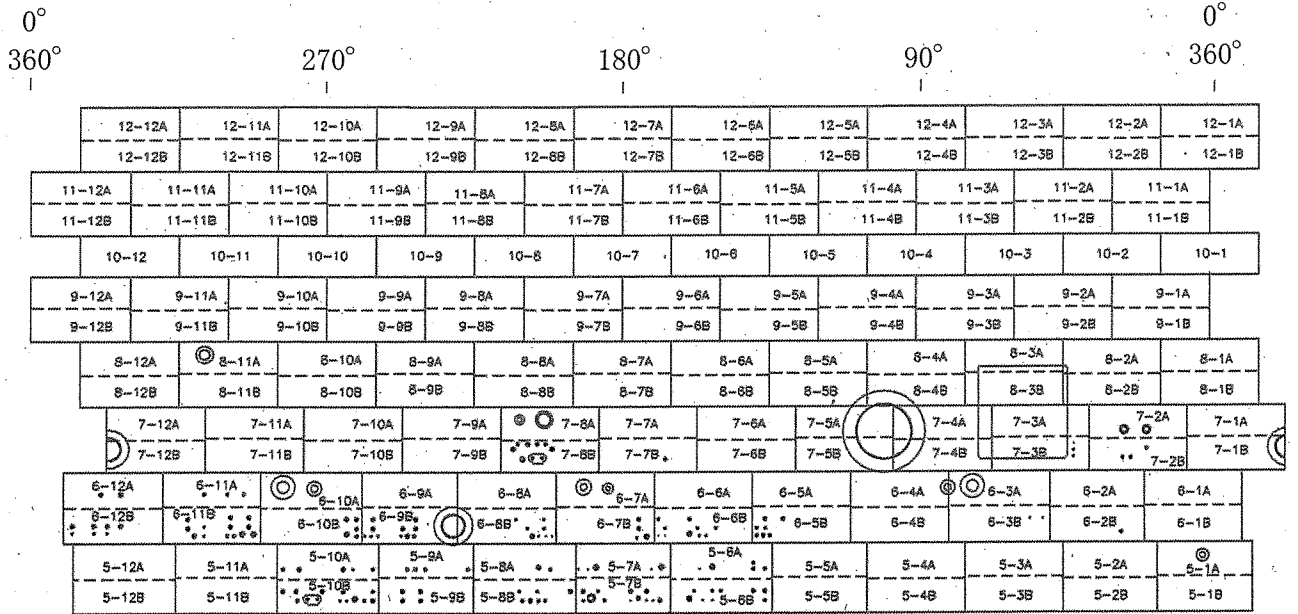 0° 0°
360° 270° 180° 90° 360°
12-12A 12-11A 12-10A 12-9A 12-8A 12-7A 12-6A 12-5A 12-4A 12-3A 12-2A 12-1A
12-12B 12-11B 12-10B 12-9B 12-8B 12-7B 12-6B 12-5B 12-4B 12-3B 12-2B 12-1B
11-12A 11-11A 11-10A 11-9A 11-8A 11-7A 11-6A 11-5A 11-4A 11-3A 11-2A 11-1A
11-12B 11-11B 11-10B 11-9B 11-8B 11-7B 11-6B 11-5B 11-4B 11-3B 11-2B 11-1B
10-12 10-11 10-10 10-9 10-8 10-7 10-6 10-5 10-4 10-3 10-2 10-1
9-12A 9-11A 9-10A 9-9A 9-8A 9-7A 9-6A 9-5A 9-4A 9-3A 9-2A 9-1A
9-12B 9-11B 9-10B 9-9B 9-8B 9-7B 9-6B 9-5B 9-4B 9-3B 9-2B 9-1B
8-12A 8-11A 8-10A 8-9A 8-8A 8-7A 8-6A 8-5A 8-4A 8-3A 8-2A 8-1A
8-12B 8-11B 8-10B 8-9B 8-8B 8-7B 8-6B 8-5B 8-4B 8-3B 8-2B 8-1B
7-12A 7-11A 7-10A 7-9A 7-8A 7-7A 7-6A 7-5A 7-4A 7-3A 7-2A 7-1A
7-12B 7-11B 7-10B 7-9B 7-8B 7-7B 7-6B 7-5B 7-4B 7-3B 7-2B 7-1B
6-12A 6-11A 6-10A 6-9A 6-8A 6-7A 6-6A 6-5A 6-4A 6-3A 6-2A 6-1A
6-12B 6-11B 6-10B 6-9B 6-8B 6-7B 6-6B 6-5B 6-4B 6-3B 6-2B 6-1B
5-12A 5-11A 5-10A 5-9A 5-8A 5-7A 5-6A 5-5A 5-4A 5-3A 5-2A 5-1A
5-12B 5-11B 5-10B 5-9B 5-8B 5-7B 5-6B 5-5B 5-4B 5-3B 5-2B 5-1B